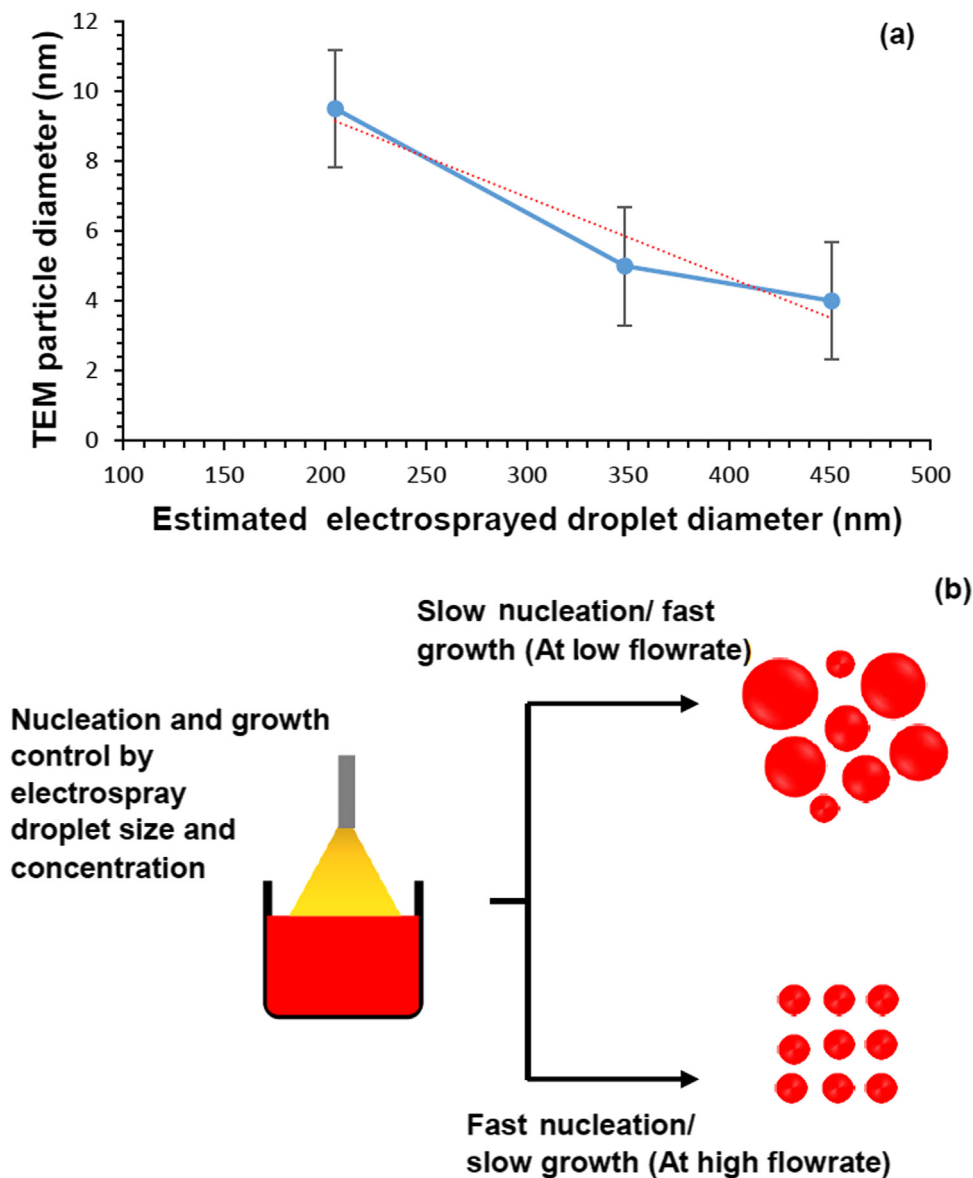 (a)
TEM particle diameter (nm)
12
10
8
6
4
2
0
100 150 200 250 300 350 400 450 500
Estimated electrosprayed droplet diameter (nm)
(b)
Slow nucleation/ fast
growth (At low flowrate)
Nucleation and growth
control by
electrospray
droplet size and
concentration
Fast nucleation/
slow growth (At high flowrate)